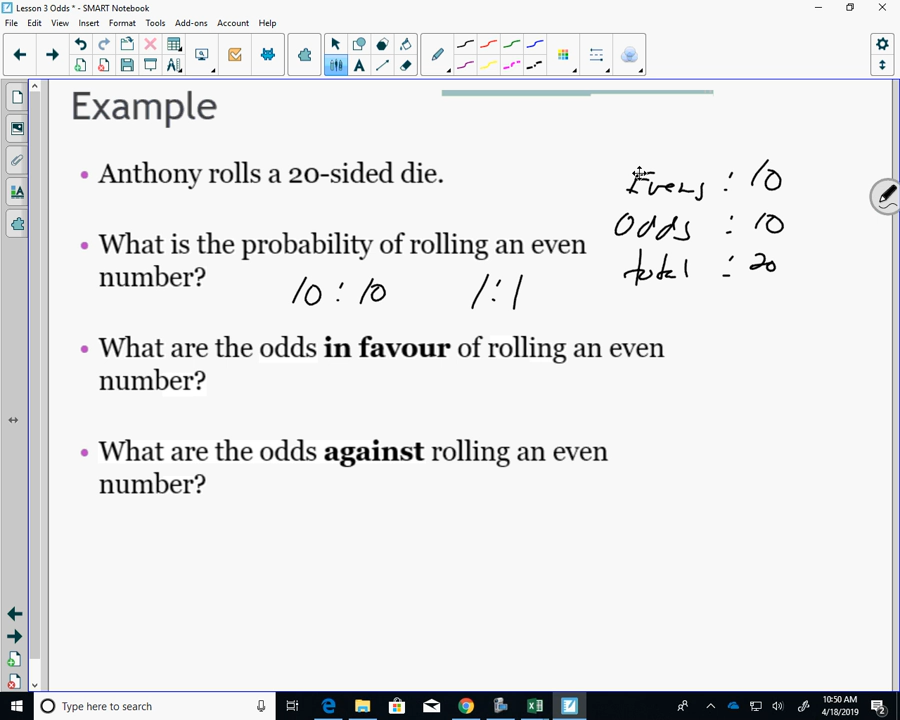 Lesson 3 Odds * - SMART Notebook
File Edit View Insert Format Tools Add-ons Account Help
Example
Anthony rolls a 20-sided die.
Evens : 10
Odds : 10
total : 20
What is the probability of rolling an even
number?
10 : 10 1:1
What are the odds in favour of rolling an even
number?
What are the odds against rolling an even
number?
Type here to search
10:50 AM
4/18/2019
2